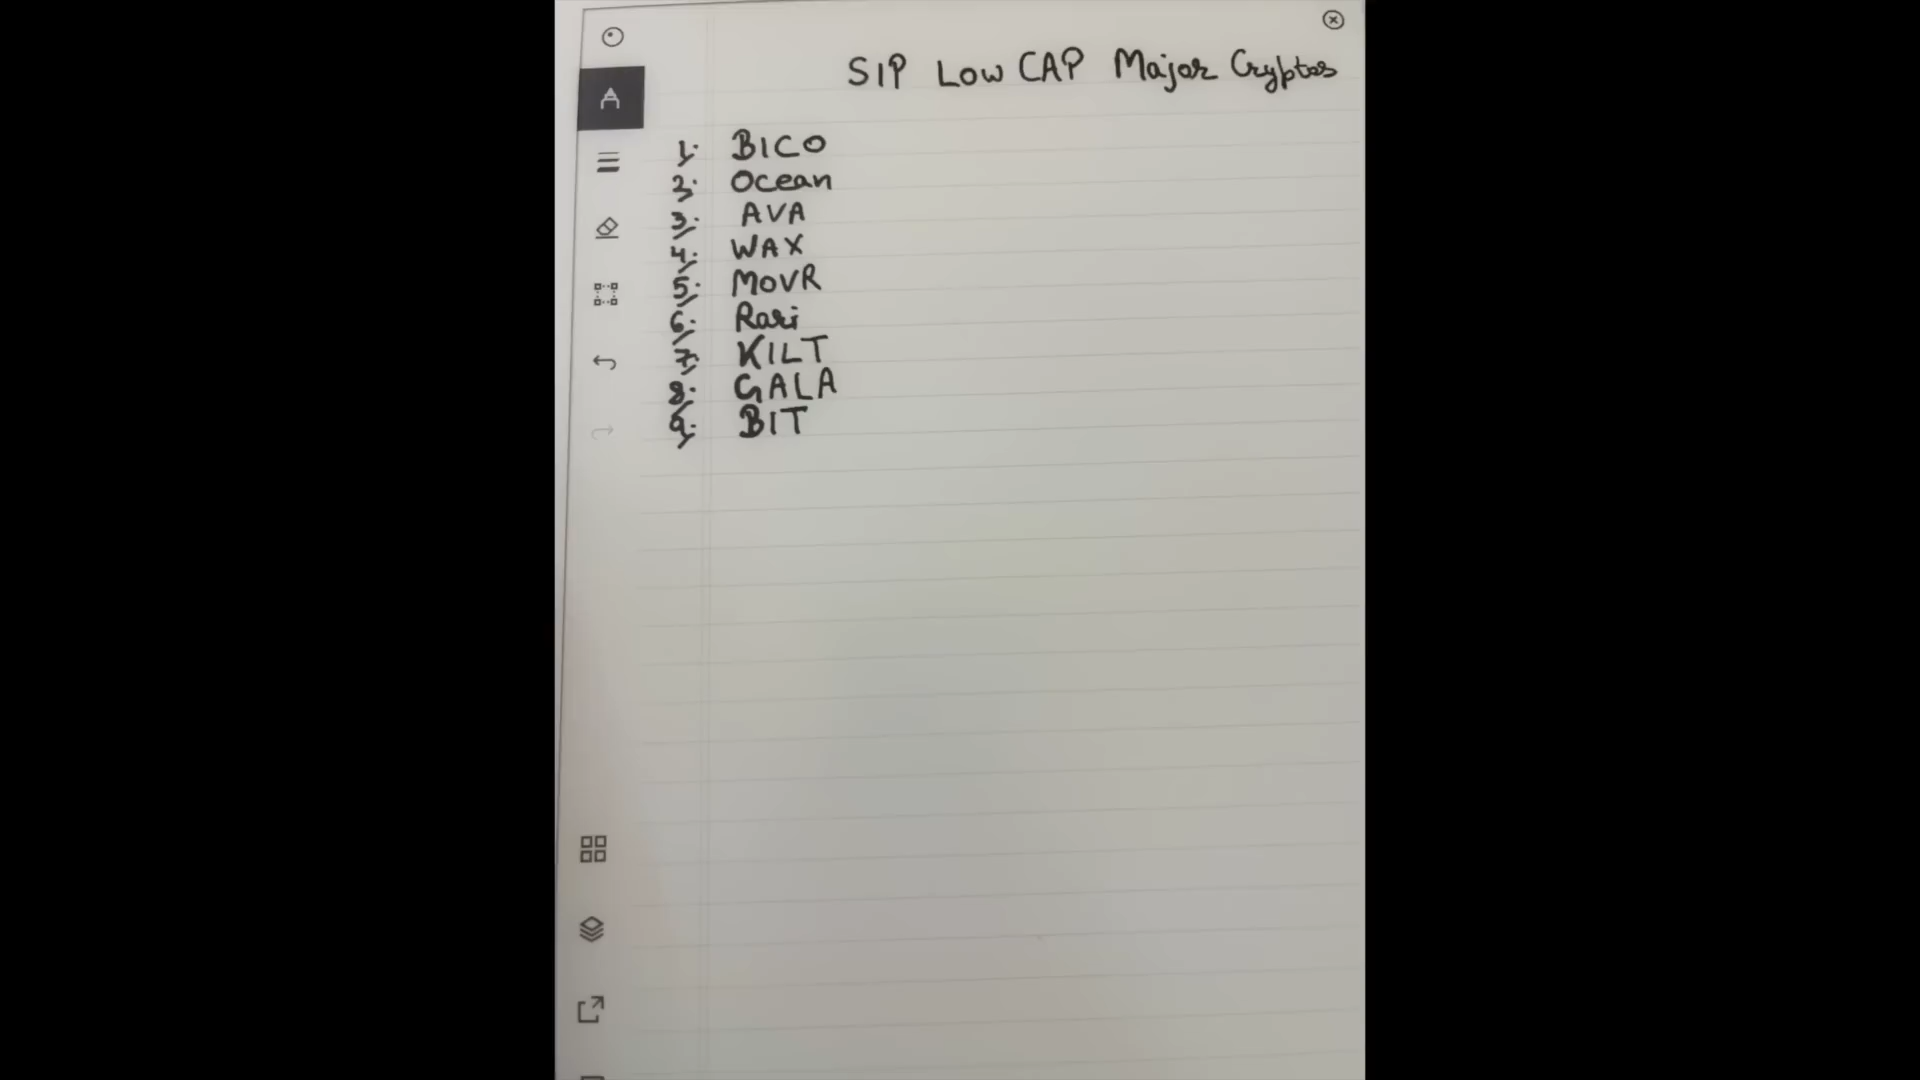 SIP Low CAP Major Cryptos
1. BICO
2. Ocean
3. AVA
4. WAX
5. MOVR
6. Rari
7. KILT
8. GALA
9. BIT